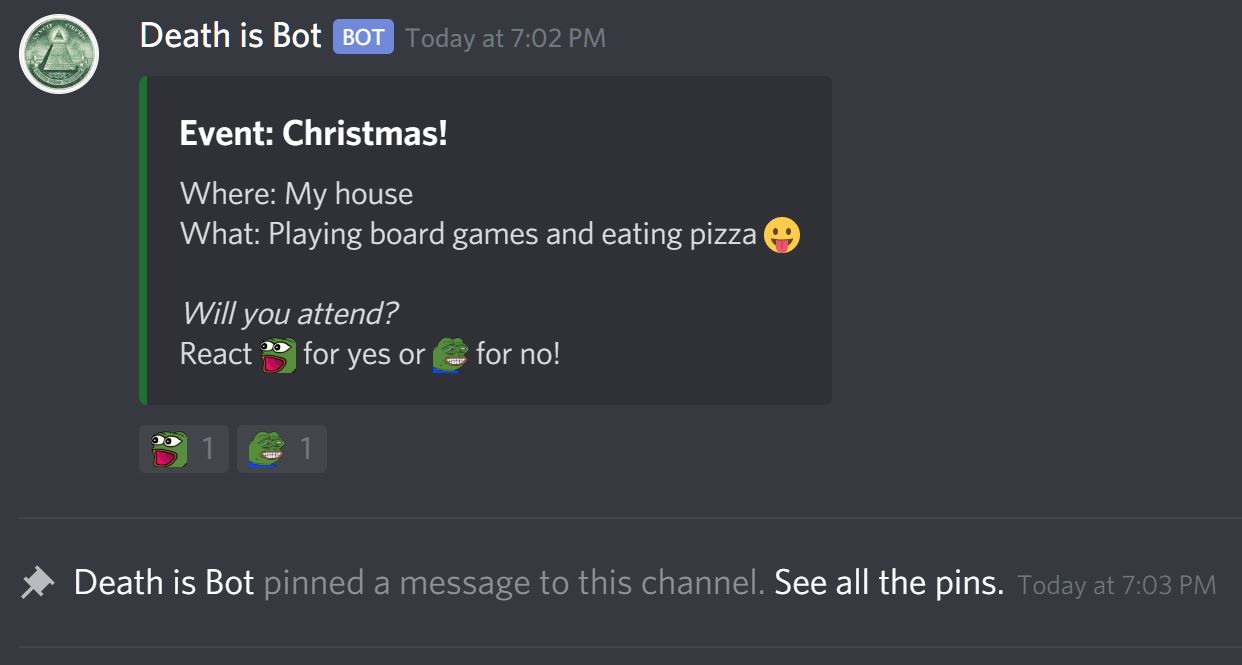 Death is Bot BOT Today at 7:02 PM
Event: Christmas!
Where: My house
What: Playing board games and eating pizza 😛
Will you attend?
React for yes or for no!
1 1
Death is Bot pinned a message to this channel. See all the pins. Today at 7:03 PM